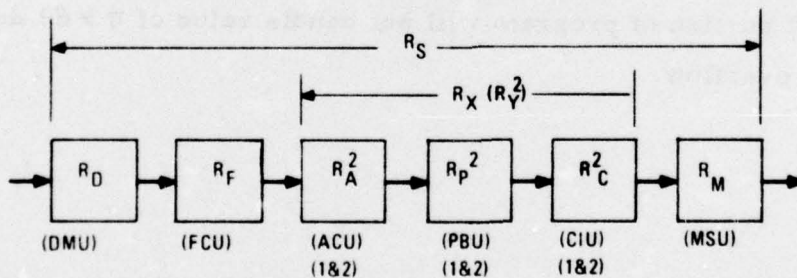 R_S
R_X (R_Y^2)
R_D R_F R_A^2 R_P^2 R_C^2 R_M
(DMU) (FCU) (ACU) (PBU) (CIU) (MSU)
(1&2) (1&2) (1&2)